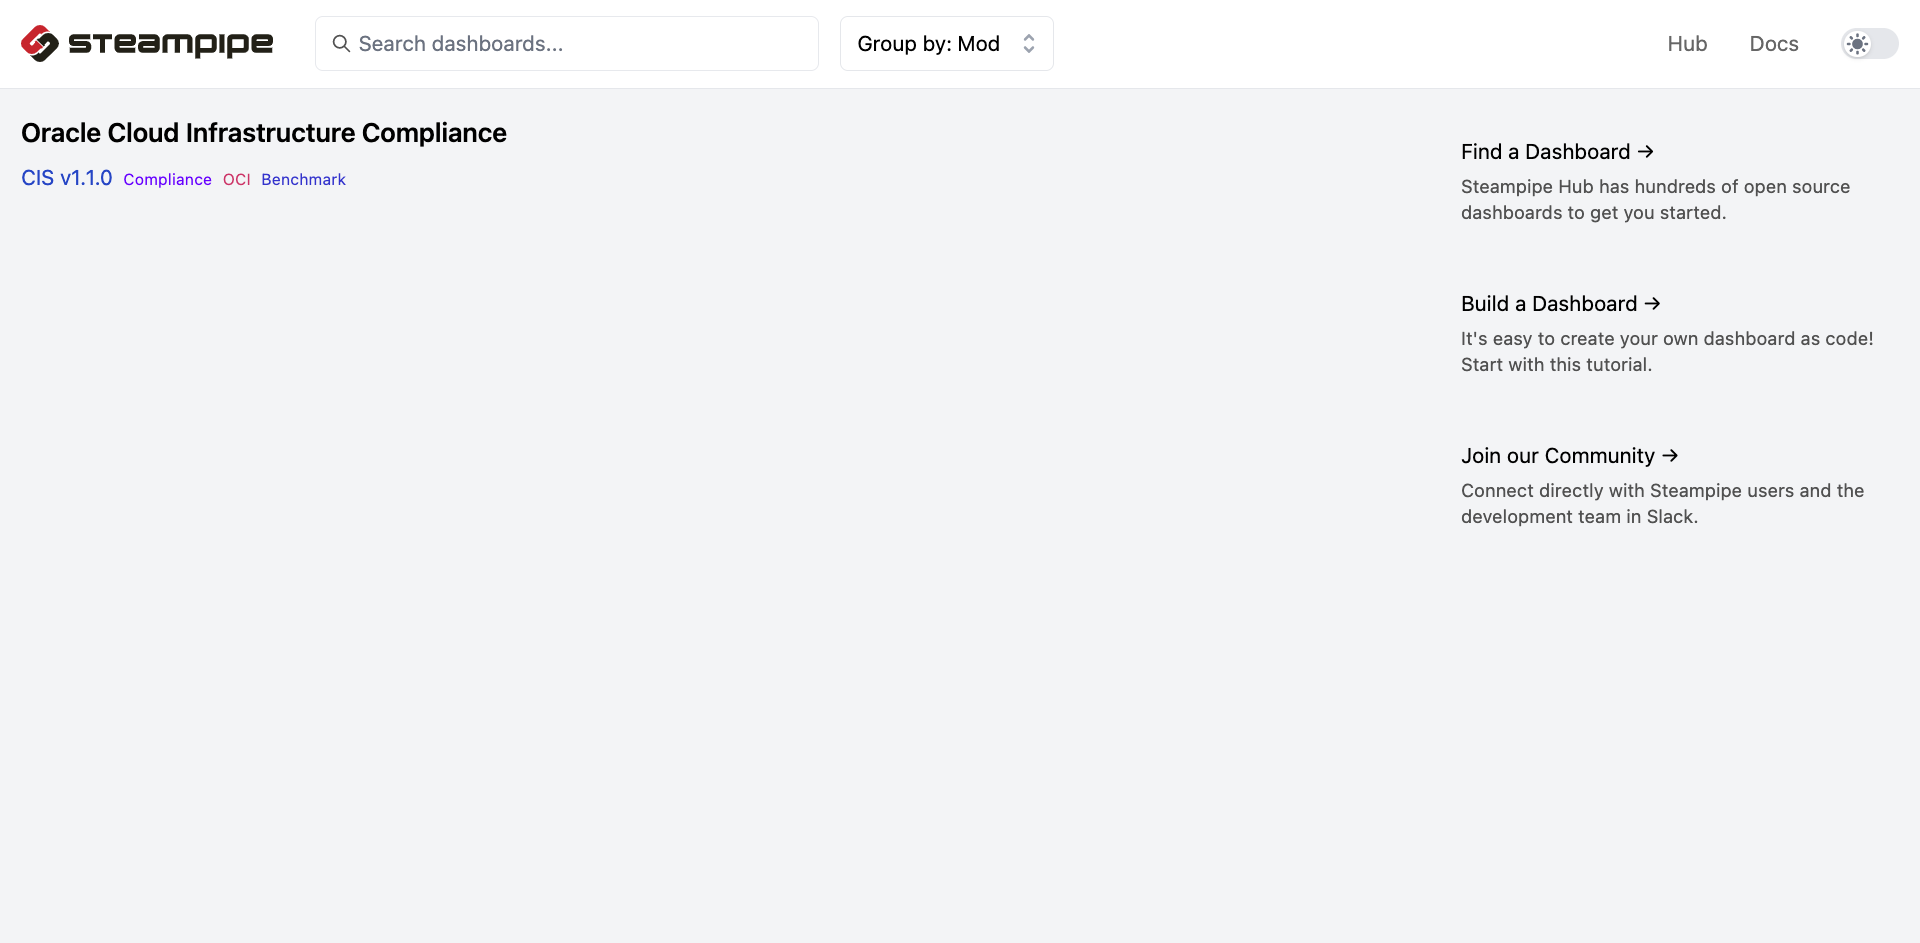 steampipe
Search dashboards...
Group by: Mod
Hub
Docs
Oracle Cloud Infrastructure Compliance
CIS v1.1.0 Compliance OCI Benchmark
Find a Dashboard →
Steampipe Hub has hundreds of open source
dashboards to get you started.
Build a Dashboard →
It's easy to create your own dashboard as code!
Start with this tutorial.
Join our Community →
Connect directly with Steampipe users and the
development team in Slack.